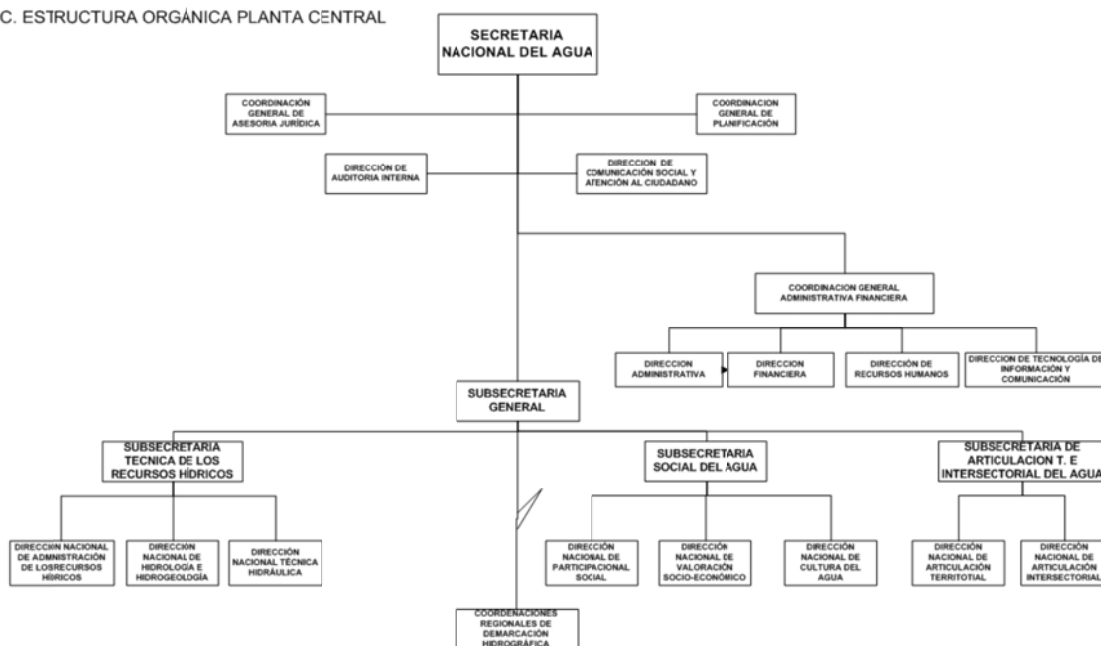 C. ESTRUCTURA ORGÁNICA PLANTA CENTRAL
SECRETARIA
NACIONAL DEL AGUA
COORDINACIÓN
GENERAL DE
ASESORIA JURÍDICA
COORDINACION
GENERAL DE
PLANIFICACIÓN
DIRECCIÓN DE
AUDITORIA INTERNA
DIRECCION DE
COMUNICACIÓN SOCIAL Y
ATENCIÓN AL CIUDADANO
COORDINACION GENERAL
ADMINISTRATIVA FINANCIERA
DIRECCION
ADMINISTRATIVA
DIRECCION
FINANCIERA
DIRECCIÓN DE
RECURSOS HUMANOS
DIRECCION DE TECNOLOGÍA DE
INFORMACIÓN Y
COMUNICACIÓN
SUBSECRETARIA
GENERAL
SUBSECRETARIA
TECNICA DE LOS
RECURSOS HÍDRICOS
SUBSECRETARIA
SOCIAL DEL AGUA
SUBSECRETARIA DE
ARTICULACION T. E
INTERSECTORIAL DEL AGUA
DIRECCIÓN NACIONAL
DE ADMNISTRACIÓN
DE LOSRECURSOS
HÍDRICOS
DIRECCIÓN
NACIONAL DE
HIDROLOGÍA E
HIDROGEOLOGÍA
DIRECCIÓN
NACIONAL TÉCNICA
HIDRÁULICA
DIRECCIÓN
NACIONAL DE
PARTICIPACIONAL
SOCIAL
DIRECCIÓN
NACIONAL DE
VALORACIÓN
SOCIO-ECONÓMICO
DIRECCIÓN
NACIONAL DE
CULTURA DEL
AGUA
DIRECCIÓN
NACIONAL DE
ARTICULACIÓN
TERRITOTIAL
DIRECCIÓN
NACIONAL DE
ARTICULACIÓN
INTERSECTORIAL
COORDENACIONES
REGIONALES DE
DEMARCACIÓN
HIDROGRÁFICA